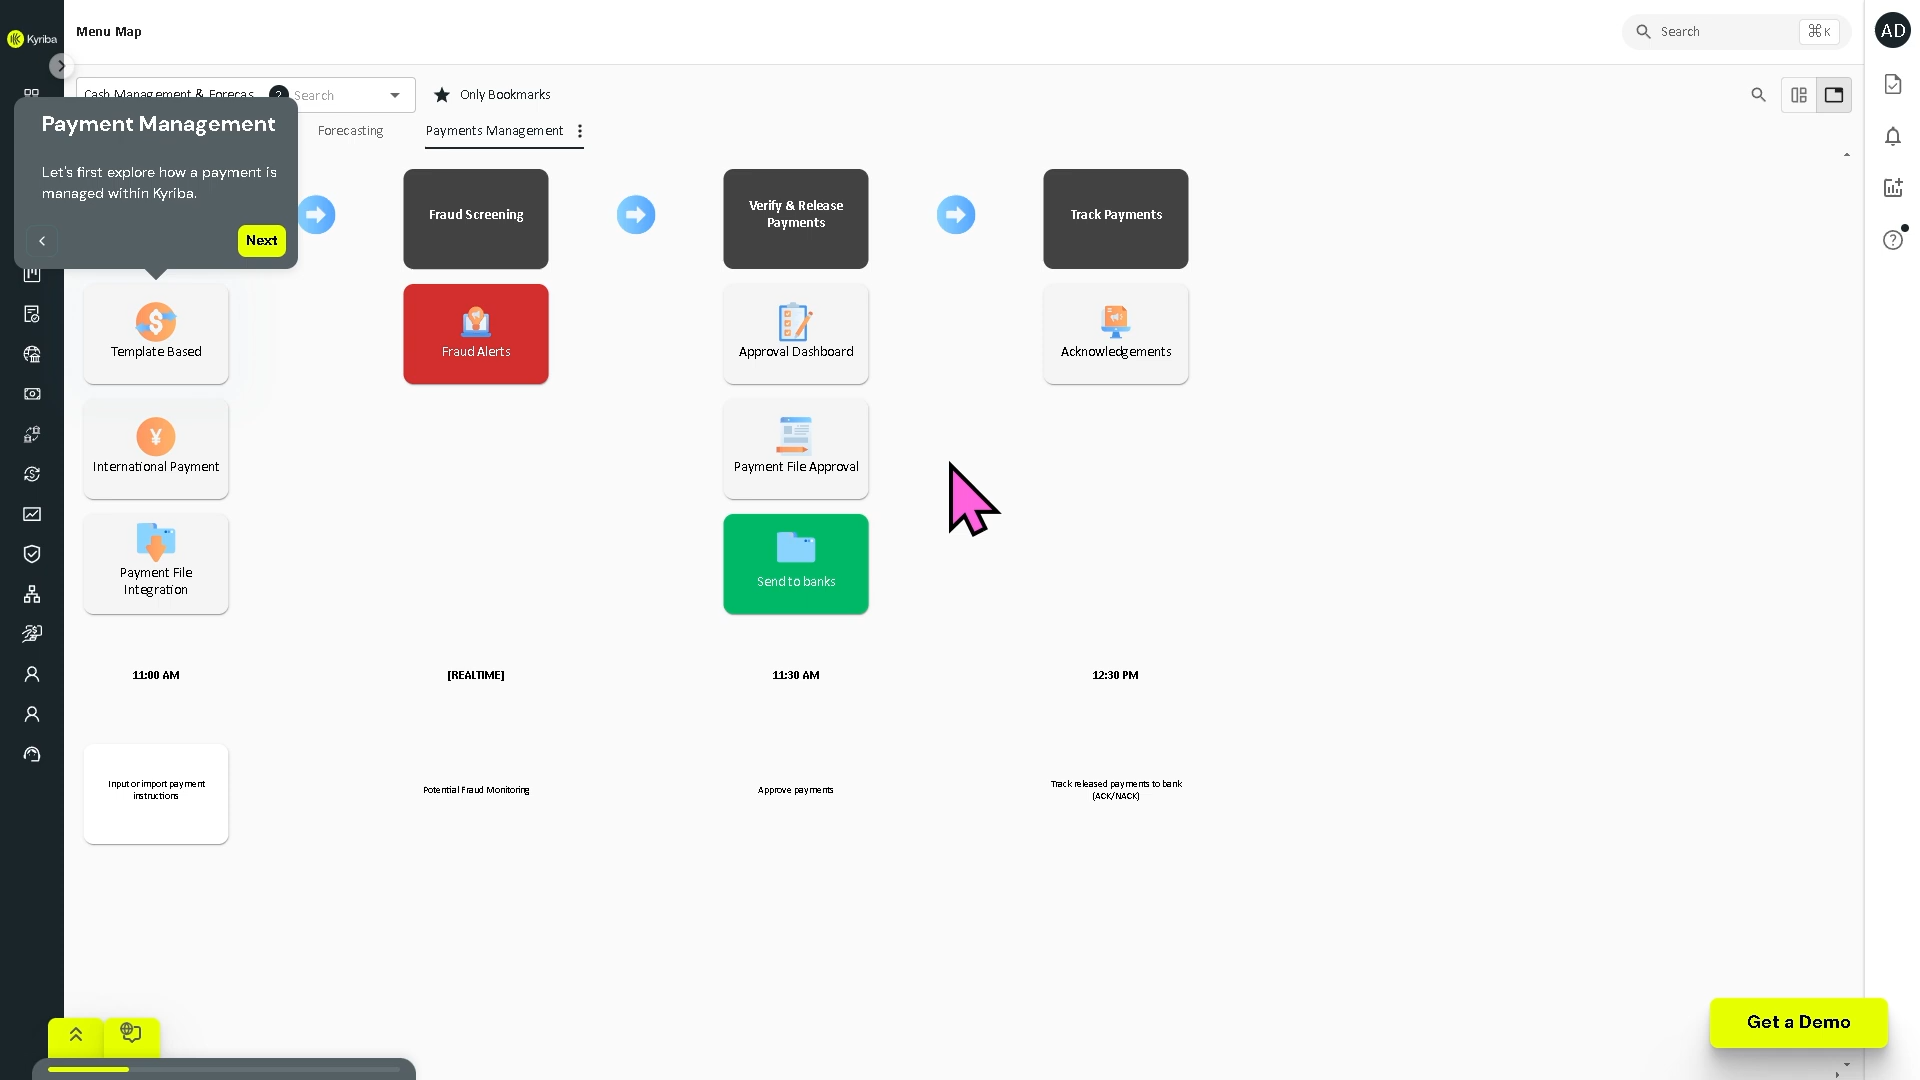 Kyriba
Menu Map
Search
⌘K
AD
Cash Management & Forecas
2
Search
Only Bookmarks
Payment Management
Let's first explore how a payment is
managed within Kyriba.
Next
Forecasting
Payments Management
Fraud Screening
Verify & Release
Payments
Track Payments
Template Based
Fraud Alerts
Approval Dashboard
Acknowledgements
International Payment
Payment File Approval
Payment File
Integration
Send to banks
11:00 AM
[REALTIME]
11:30 AM
12:30 PM
Input or import payment
instructions
Potential Fraud Monitoring
Approve payments
Track released payments to bank
(ACK/NACK)
Get a Demo